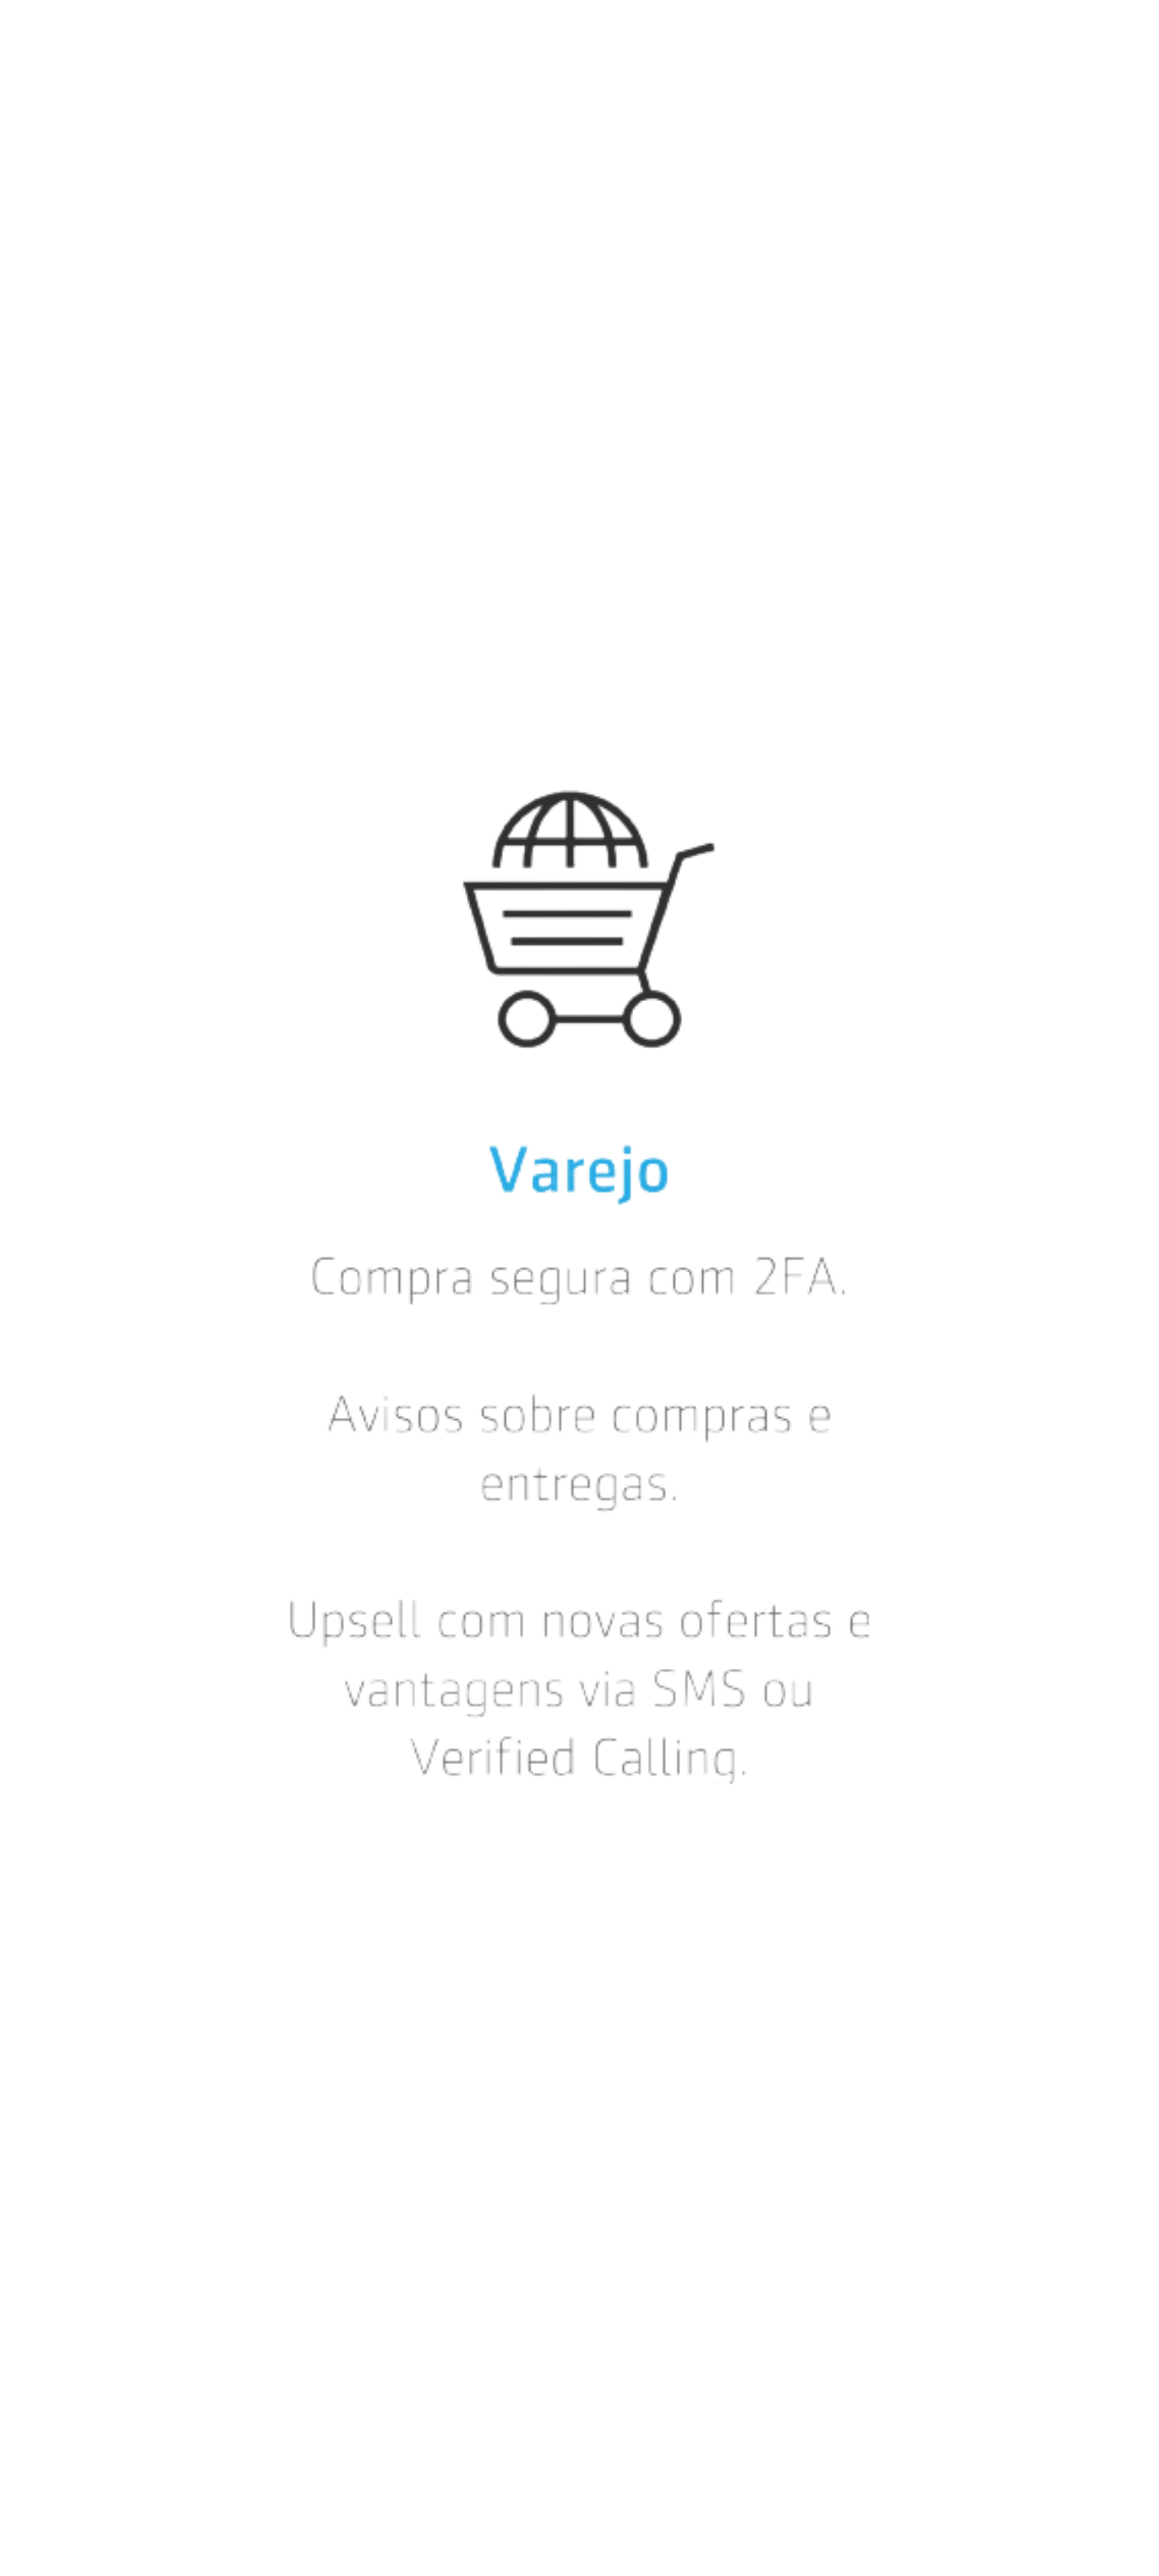 Varejo
Compra segura com 2FA.
Avisos sobre compras e
entregas.
Upsell com novas ofertas e
vantagens via SMS ou
Verified Calling.